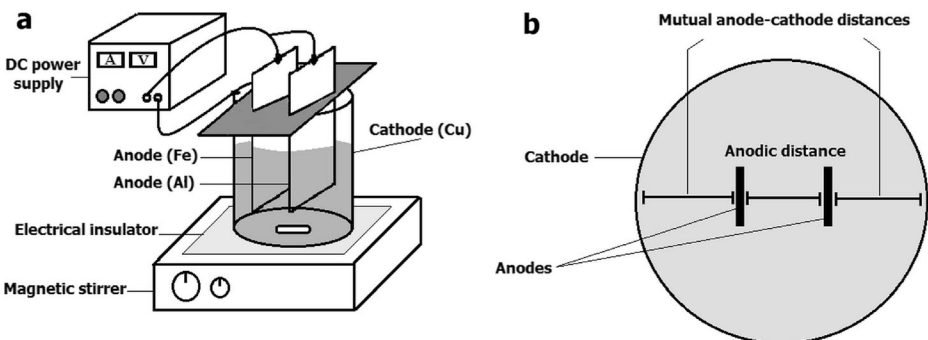 a
A V
DC power
supply
Cathode (Cu)
Anode (Fe)
Anode (Al)
Electrical insulator
Magnetic stirrer
b
Mutual anode-cathode distances
Cathode
Anodic distance
Anodes